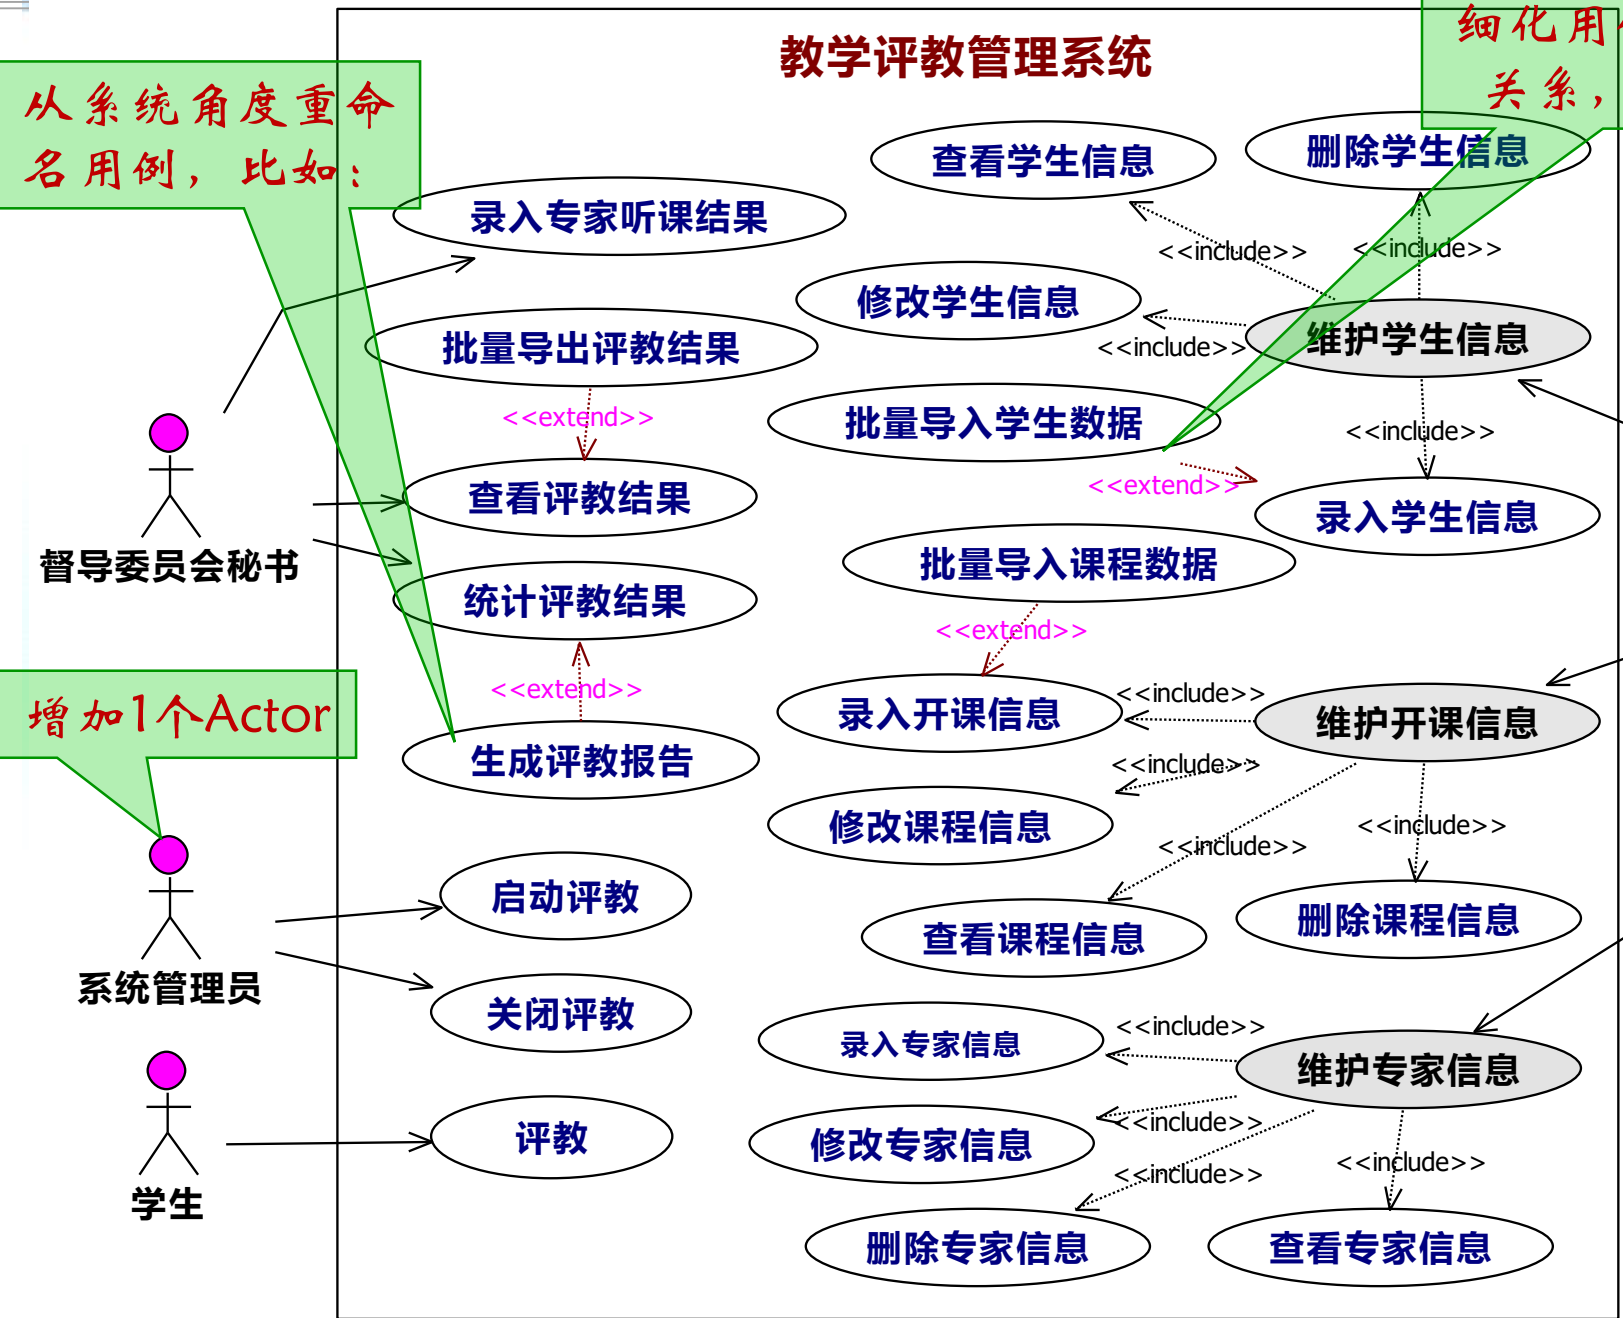 教学评教管理系统
细化用
关系，
从系统角度重命
名用例，比如：
查看学生信息
删除学生信息
录入专家听课结果
<<include>>
<<include>>
修改学生信息
维护学生信息
批量导出评教结果
<<include>>
<<extend>>
批量导入学生数据
<<include>>
<<extend>>
查看评教结果
录入学生信息
督导委员会秘书
批量导入课程数据
统计评教结果
<<extend>>
<<extend>>
增加1个Actor
录入开课信息
<<include>>
维护开课信息
生成评教报告
<<include>>
修改课程信息
<<include>>
<<include>>
启动评教
查看课程信息
删除课程信息
系统管理员
关闭评教
录入专家信息
<<include>>
维护专家信息
评教
修改专家信息
<<include>>
<<include>>
<<include>>
学生
删除专家信息
查看专家信息